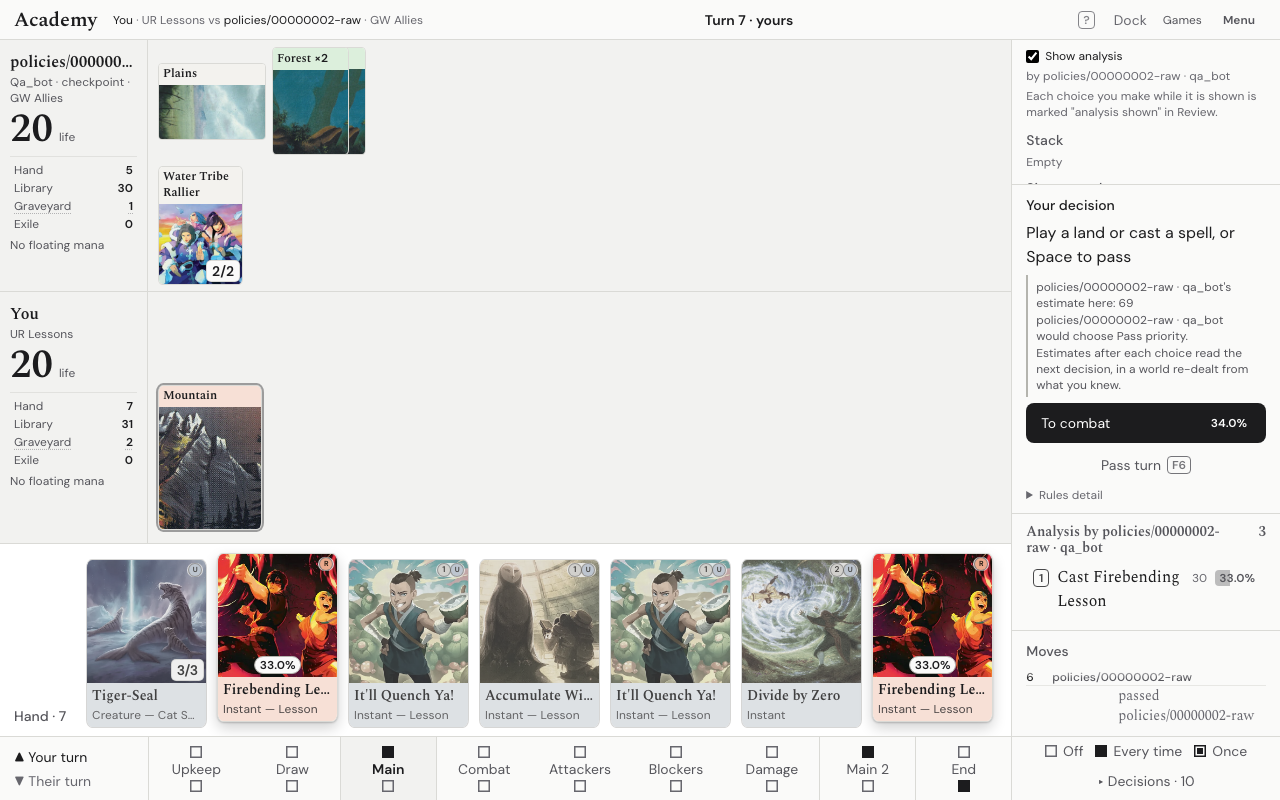 Academy
You · UR Lessons vs policies/00000002-raw · GW Allies
Turn 7 · yours
?
Dock
Games
Menu
policies/000000...
Qa_bot · checkpoint ·
GW Allies
20 life
Hand 5
Library 30
Graveyard 1
Exile 0
No floating mana
Plains
Forest ×2
Water Tribe
Rallier
2/2
You
UR Lessons
20 life
Hand 7
Library 31
Graveyard 2
Exile 0
No floating mana
Mountain
Hand · 7
U
3/3
Tiger-Seal
Creature — Cat S...
R
33.0%
Firebending Le...
Instant — Lesson
1 U
It'll Quench Ya!
Instant — Lesson
1 U
Accumulate Wi...
Instant — Lesson
1 U
It'll Quench Ya!
Instant — Lesson
2 U
Divide by Zero
Instant
R
33.0%
Firebending Le...
Instant — Lesson
▲ Your turn
▼ Their turn
Upkeep
Draw
Main
Combat
Attackers
Blockers
Damage
Main 2
End
Show analysis
by policies/00000002-raw · qa_bot
Each choice you make while it is shown is
marked "analysis shown" in Review.
Stack
Empty
Your decision
Play a land or cast a spell, or
Space to pass
policies/00000002-raw · qa_bot's
estimate here: 69
policies/00000002-raw · qa_bot
would choose Pass priority.
Estimates after each choice read the
next decision, in a world re-dealt from
what you knew.
To combat 34.0%
Pass turn F6
▶ Rules detail
Analysis by policies/00000002-
raw · qa_bot
3
1 Cast Firebending 30 33.0%
Lesson
Moves
6 policies/00000002-raw
passed
policies/00000002-raw
Off Every time Once
▸ Decisions · 10